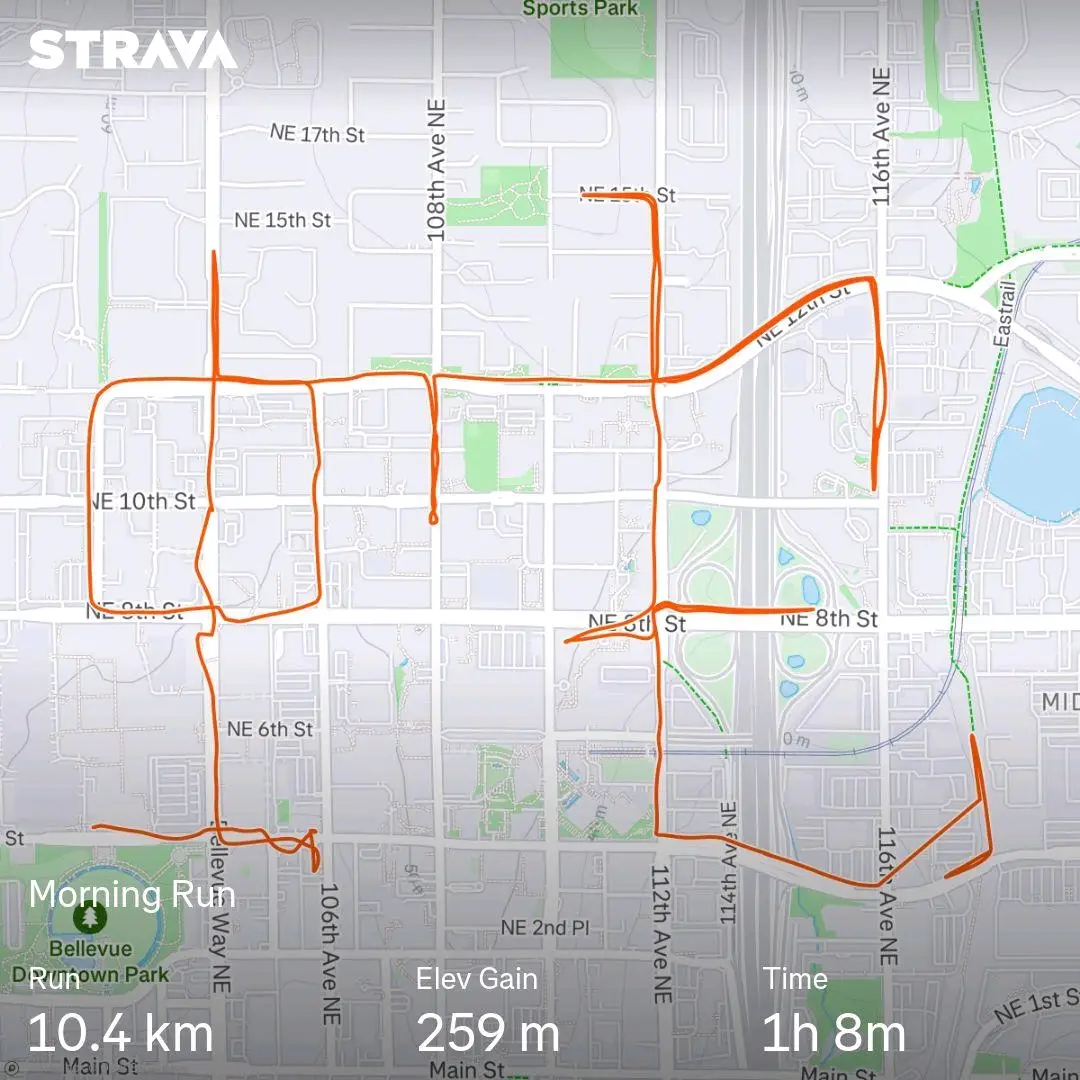 Sports Park
STRAVA
NE 17th St
108th Ave NE
116th Ave NE
NE 15th St
NE 15th St
NE 12th St
Eastrail
NE 10th St
NE 8th St
NE 8th St
NE 8th St
NE 6th St
0 m
MID
St
Bellevue Way NE
106th Ave NE
112th Ave NE
114th Ave NE
116th Ave NE
Morning Run
NE 2nd Pl
Bellevue
Downtown Park
Run
Elev Gain
Time
10.4 km
259 m
1h 8m
NE 1st S
Main St
Main St
Main St
Main